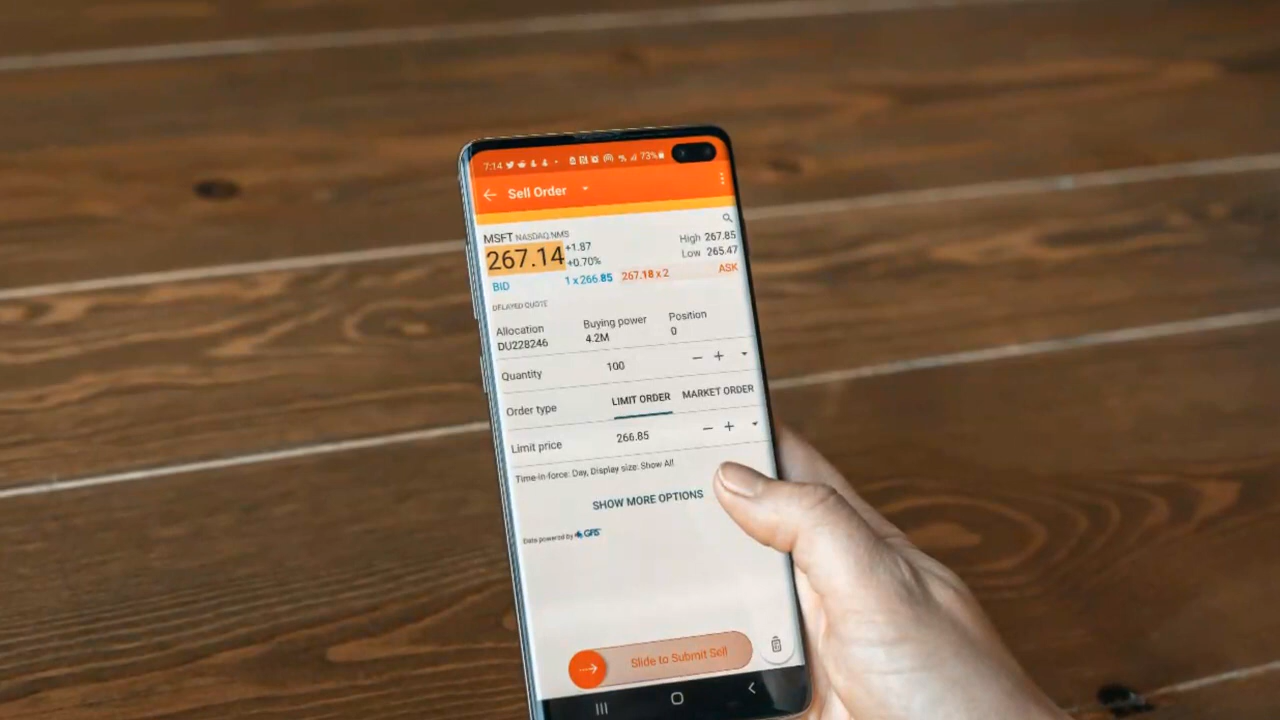 7:14 73%
Sell Order
MSFT NASDAQ.NMS
267.14 +1.87
+0.70%
High 267.85
Low 265.47
BID 1 x 266.85 267.18 x 2 ASK
DELAYED QUOTE
Allocation Buying power Position
DU228246 4.2M 0
Quantity 100
Order type LIMIT ORDER MARKET ORDER
Limit price 266.85
Time-in-force: Day, Display size: Show All
SHOW MORE OPTIONS
Data powered by GFIS
Slide to Submit Sell